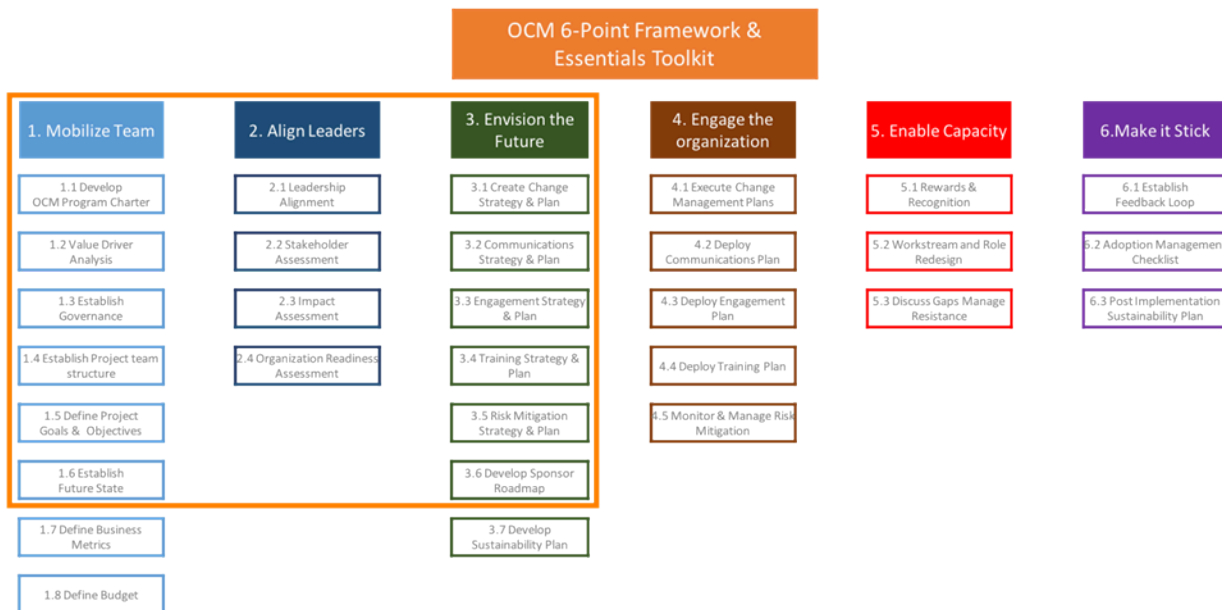 OCM 6-Point Framework &
Essentials Toolkit
1. Mobilize Team
1.1 Develop
OCM Program Charter
1.2 Value Driver
Analysis
1.3 Establish
Governance
1.4 Establish Project team
structure
1.5 Define Project
Goals & Objectives
1.6 Establish
Future State
1.7 Define Business
Metrics
1.8 Define Budget
2. Align Leaders
2.1 Leadership
Alignment
2.2 Stakeholder
Assessment
2.3 Impact
Assessment
2.4 Organization Readiness
Assessment
3. Envision the
Future
3.1 Create Change
Strategy & Plan
3.2 Communications
Strategy & Plan
3.3 Engagement Strategy
& Plan
3.4 Training Strategy &
Plan
3.5 Risk Mitigation
Strategy & Plan
3.6 Develop Sponsor
Roadmap
3.7 Develop
Sustainability Plan
4. Engage the
organization
4.1 Execute Change
Management Plans
4.2 Deploy
Communications Plan
4.3 Deploy Engagement
Plan
4.4 Deploy Training Plan
4.5 Monitor & Manage Risk
Mitigation
5. Enable Capacity
5.1 Rewards &
Recognition
5.2 Workstream and Role
Redesign
5.3 Discuss Gaps Manage
Resistance
6.Make it Stick
6.1 Establish
Feedback Loop
6.2 Adoption Management
Checklist
6.3 Post Implementation
Sustainability Plan